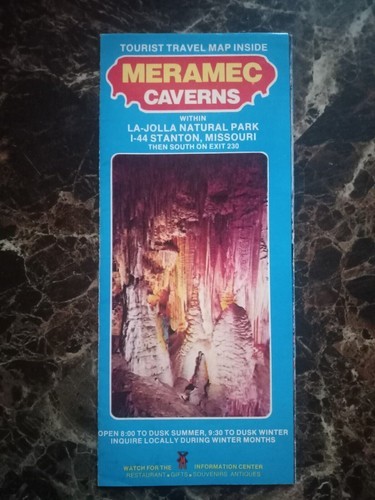 TOURIST TRAVEL MAP INSIDE
MERAMEC
CAVERNS
WITHIN
LA-JOLLA NATURAL PARK
I-44 STANTON, MISSOURI
THEN SOUTH ON EXIT 230
OPEN 8:00 TO DUSK SUMMER, 9:30 TO DUSK WINTER
INQUIRE LOCALLY DURING WINTER MONTHS
WATCH FOR THE INFORMATION CENTER
RESTAURANT • GIFTS • SOUVENIRS, ANTIQUES